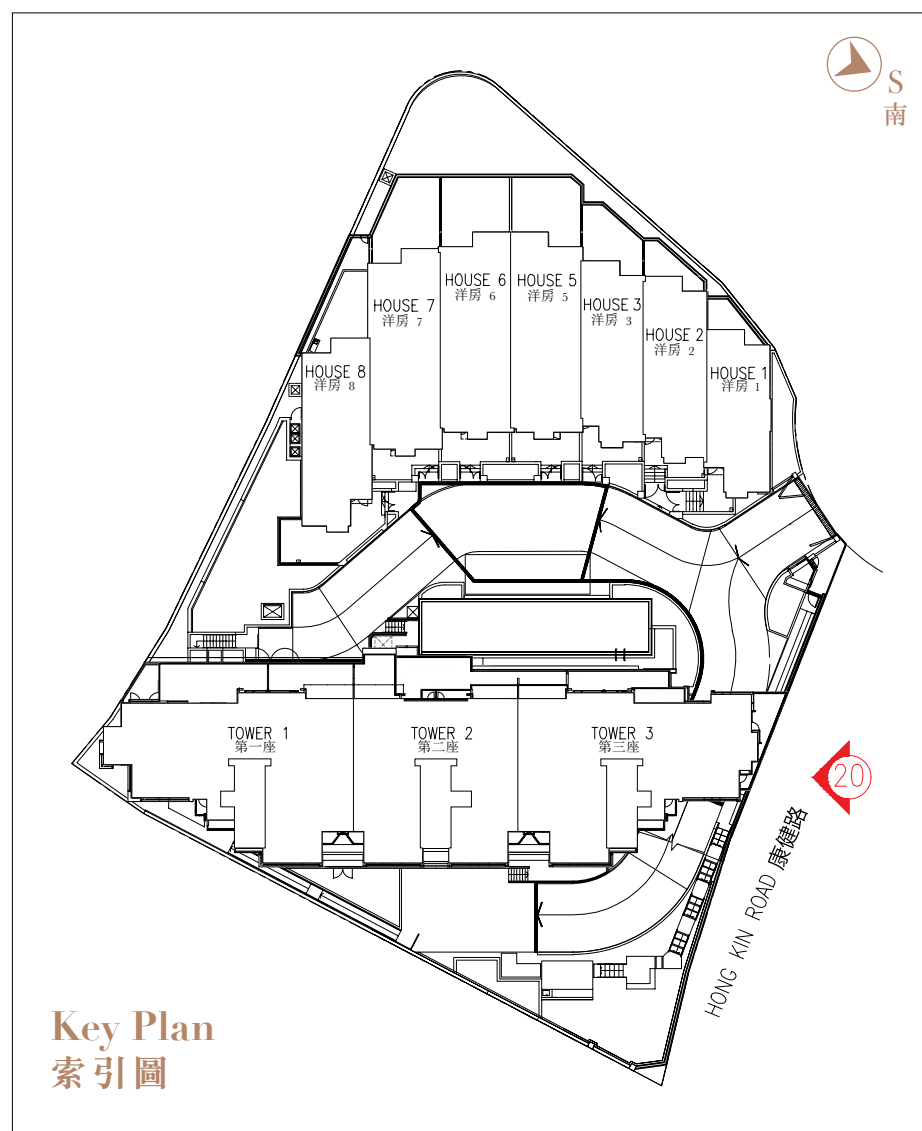 S
南
HOUSE 6
洋房 6
HOUSE 5
洋房 5
HOUSE 7
洋房 7
HOUSE 3
洋房 3
HOUSE 2
洋房 2
HOUSE 8
洋房 8
HOUSE 1
洋房 1
TOWER 1
第一座
TOWER 2
第二座
TOWER 3
第三座
20
HONG KIN ROAD 康健路
Key Plan
索引圖